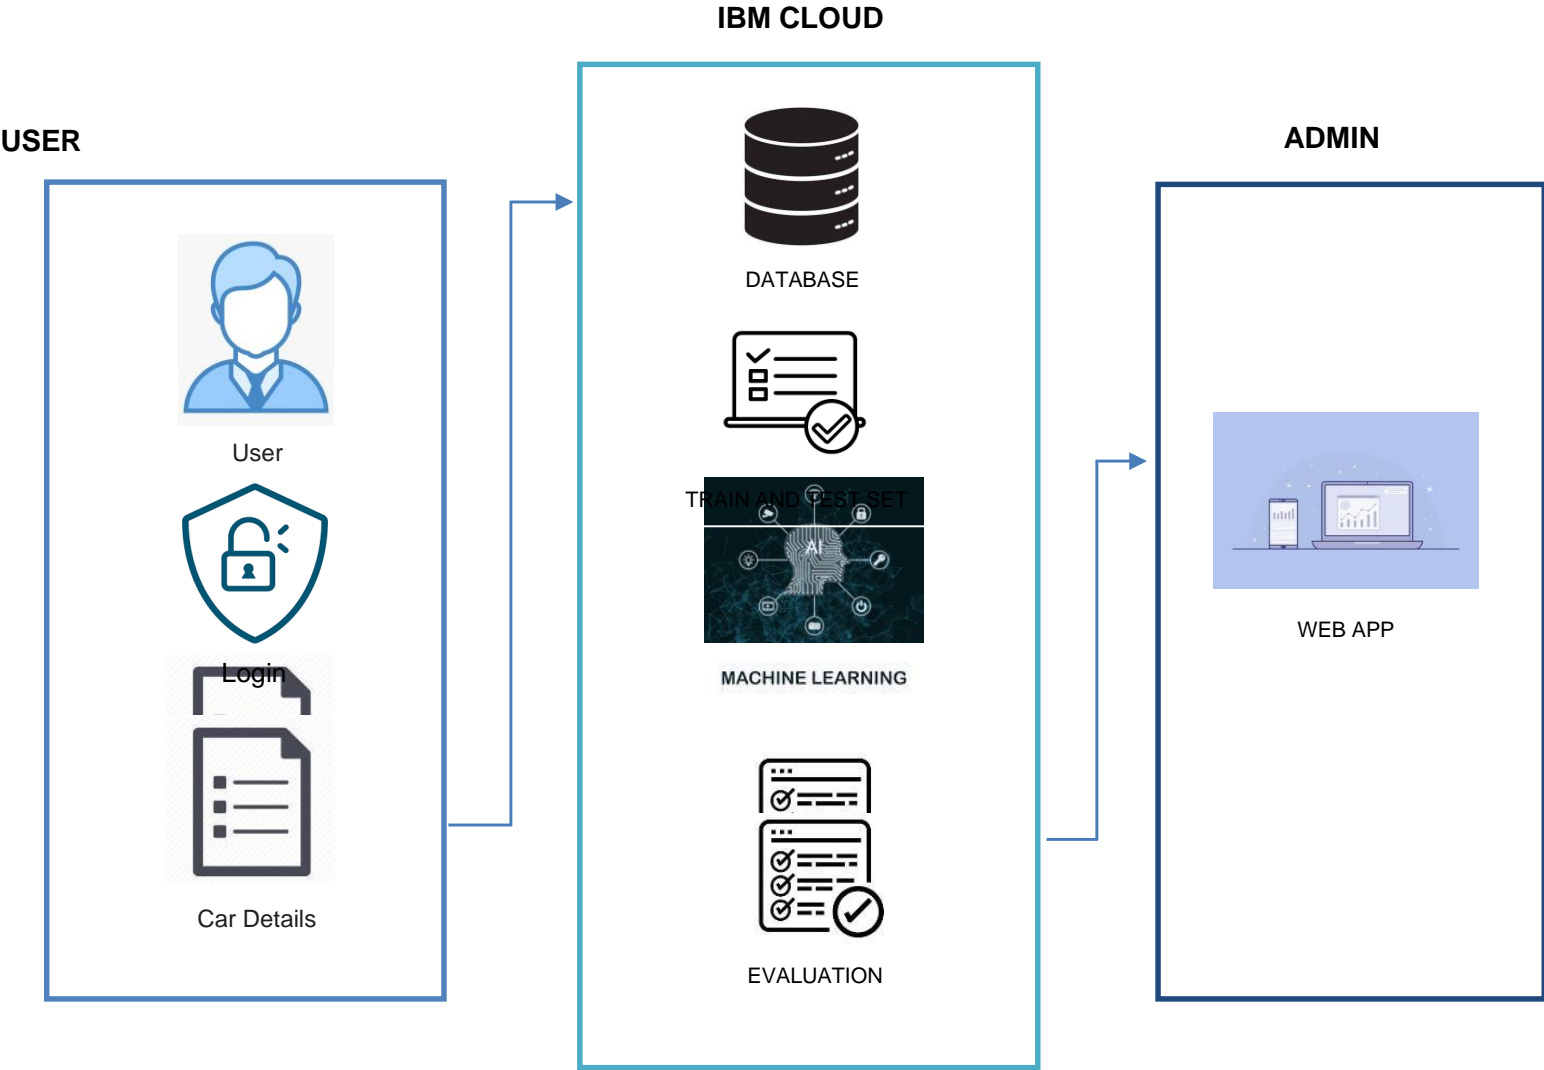 IBM CLOUD
USER
ADMIN
User
Login
Car Details
DATABASE
TRAIN AND TEST SET
AI
MACHINE LEARNING
EVALUATION
WEB APP